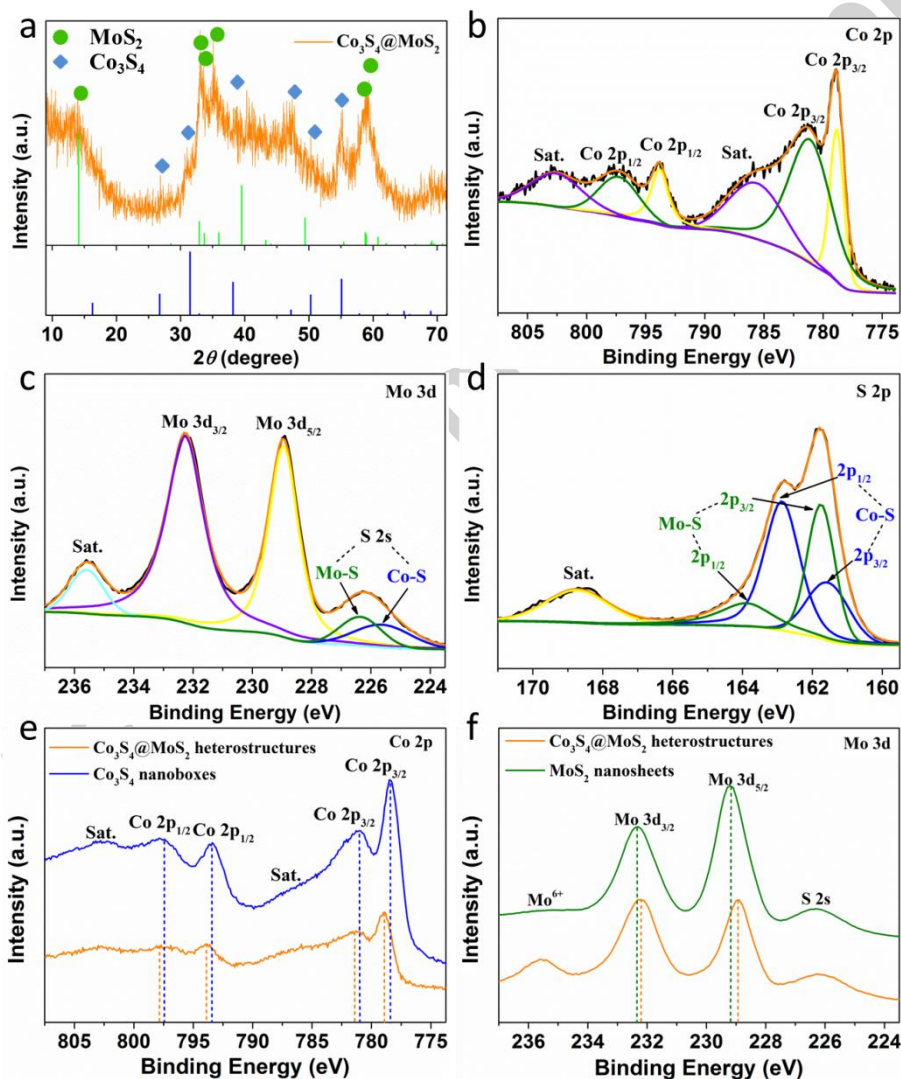 a
MoS₂
Co₃S₄
Co₃S₄@MoS₂
Intensity (a.u.)
10 20 30 40 50 60 70
2θ (degree)
b
Co 2p
Co 2p₃/₂
Co 2p₃/₂
Sat.
Co 2p₁/₂
Co 2p₁/₂
Sat.
Intensity (a.u.)
805 800 795 790 785 780 775
Binding Energy (eV)
c
Mo 3d
Mo 3d₃/₂
Mo 3d₅/₂
Sat.
S 2s
Mo-S
Co-S
Intensity (a.u.)
236 234 232 230 228 226 224
Binding Energy (eV)
d
S 2p
2p₁/₂
2p₃/₂
Mo-S
Co-S
2p₁/₂
2p₃/₂
Sat.
Intensity (a.u.)
170 168 166 164 162 160
Binding Energy (eV)
e
Co₃S₄@MoS₂ heterostructures
Co 2p
Co₃S₄ nanoboxes
Co 2p₃/₂
Sat.
Co 2p₁/₂
Co 2p₁/₂
Co 2p₃/₂
Sat.
Intensity (a.u.)
805 800 795 790 785 780 775
Binding Energy (eV)
f
Mo 3d
Co₃S₄@MoS₂ heterostructures
MoS₂ nanosheets
Mo 3d₅/₂
Mo 3d₃/₂
Mo⁶⁺
S 2s
Intensity (a.u.)
236 234 232 230 228 226 224
Binding Energy (eV)